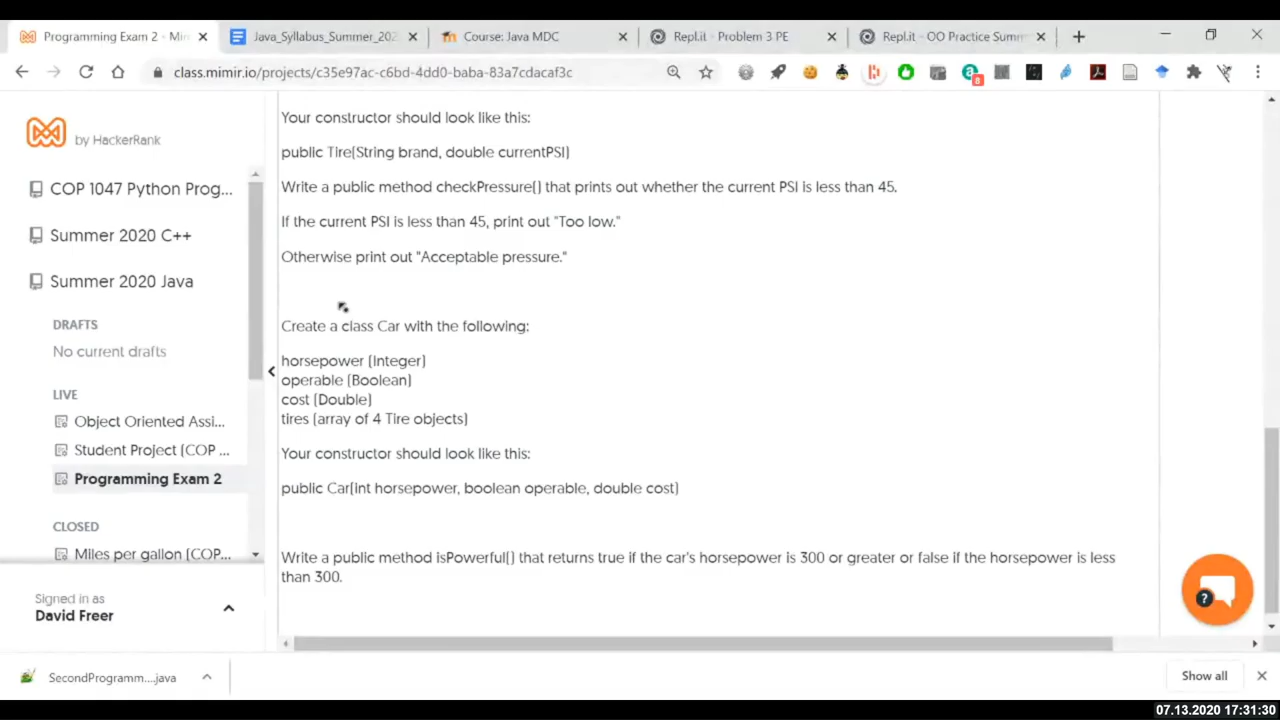 Programming Exam 2 - Mim
Java_Syllabus_Summer_202
Course: Java MDC
Repl.it - Problem 3 PE
Repl.it - OO Practice Summ
class.mimir.io/projects/c35e97ac-c6bd-4dd0-baba-83a7cdacaf3c
8
by HackerRank
COP 1047 Python Prog...
Summer 2020 C++
Summer 2020 Java
DRAFTS
No current drafts
LIVE
Object Oriented Assi...
Student Project (COP ...
Programming Exam 2
CLOSED
Miles per gallon (COP...
Signed in as
David Freer
Your constructor should look like this:
public Tire(String brand, double currentPSI)
Write a public method checkPressure() that prints out whether the current PSI is less than 45.
If the current PSI is less than 45, print out "Too low."
Otherwise print out "Acceptable pressure."
Create a class Car with the following:
horsepower (Integer)
operable (Boolean)
cost (Double)
tires (array of 4 Tire objects)
Your constructor should look like this:
public Car(int horsepower, boolean operable, double cost)
Write a public method isPowerful() that returns true if the car's horsepower is 300 or greater or false if the horsepower is less
than 300.
SecondProgramm....java
Show all
07.13.2020 17:31:30